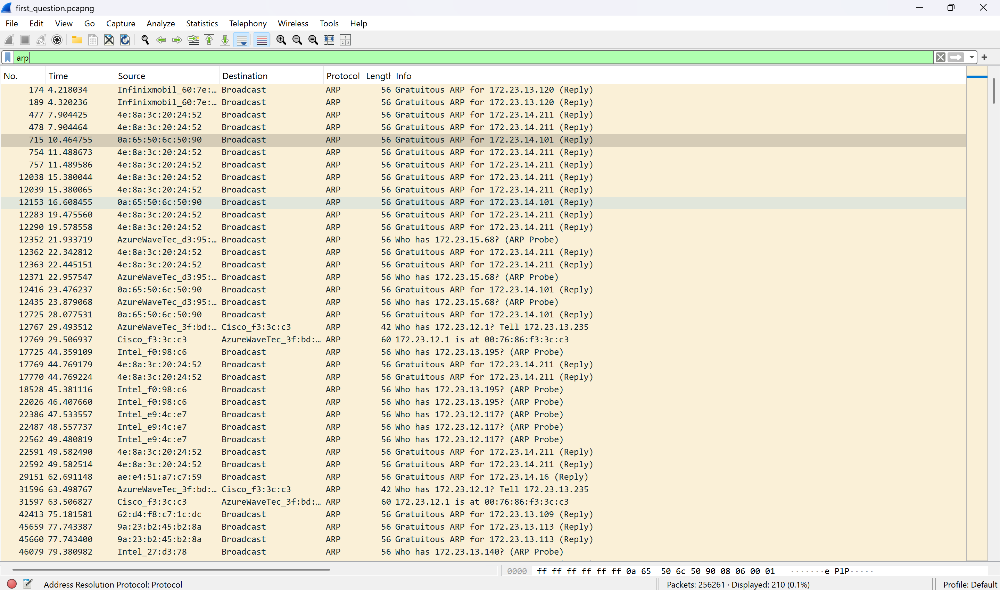 first_question.pcapng
File Edit View Go Capture Analyze Statistics Telephony Wireless Tools Help
arp
No. Time Source Destination Protocol Length Info
174 4.218034 Infinixmobil_60:7e:… Broadcast ARP 56 Gratuitous ARP for 172.23.13.120 (Reply)
189 4.320236 Infinixmobil_60:7e:… Broadcast ARP 56 Gratuitous ARP for 172.23.13.120 (Reply)
477 7.904425 4e:8a:3c:20:24:52 Broadcast ARP 56 Gratuitous ARP for 172.23.14.211 (Reply)
478 7.904464 4e:8a:3c:20:24:52 Broadcast ARP 56 Gratuitous ARP for 172.23.14.211 (Reply)
715 10.464755 0a:65:50:6c:50:90 Broadcast ARP 56 Gratuitous ARP for 172.23.14.101 (Reply)
754 11.488673 4e:8a:3c:20:24:52 Broadcast ARP 56 Gratuitous ARP for 172.23.14.211 (Reply)
757 11.489586 4e:8a:3c:20:24:52 Broadcast ARP 56 Gratuitous ARP for 172.23.14.211 (Reply)
12038 15.380044 4e:8a:3c:20:24:52 Broadcast ARP 56 Gratuitous ARP for 172.23.14.211 (Reply)
12039 15.380065 4e:8a:3c:20:24:52 Broadcast ARP 56 Gratuitous ARP for 172.23.14.211 (Reply)
12153 16.608455 0a:65:50:6c:50:90 Broadcast ARP 56 Gratuitous ARP for 172.23.14.101 (Reply)
12283 19.475560 4e:8a:3c:20:24:52 Broadcast ARP 56 Gratuitous ARP for 172.23.14.211 (Reply)
12290 19.578558 4e:8a:3c:20:24:52 Broadcast ARP 56 Gratuitous ARP for 172.23.14.211 (Reply)
12352 21.933719 AzureWaveTec_d3:95:… Broadcast ARP 56 Who has 172.23.15.68? (ARP Probe)
12362 22.342812 4e:8a:3c:20:24:52 Broadcast ARP 56 Gratuitous ARP for 172.23.14.211 (Reply)
12363 22.445151 4e:8a:3c:20:24:52 Broadcast ARP 56 Gratuitous ARP for 172.23.14.211 (Reply)
12371 22.957547 AzureWaveTec_d3:95:… Broadcast ARP 56 Who has 172.23.15.68? (ARP Probe)
12416 23.476237 0a:65:50:6c:50:90 Broadcast ARP 56 Gratuitous ARP for 172.23.14.101 (Reply)
12435 23.879068 AzureWaveTec_d3:95:… Broadcast ARP 56 Who has 172.23.15.68? (ARP Probe)
12725 28.077531 0a:65:50:6c:50:90 Broadcast ARP 56 Gratuitous ARP for 172.23.14.101 (Reply)
12767 29.493512 AzureWaveTec_3f:bd:… Cisco_f3:3c:c3 ARP 42 Who has 172.23.12.1? Tell 172.23.13.235
12769 29.506937 Cisco_f3:3c:c3 AzureWaveTec_3f:bd:… ARP 60 172.23.12.1 is at 00:76:86:f3:3c:c3
17725 44.359109 Intel_f0:98:c6 Broadcast ARP 56 Who has 172.23.13.195? (ARP Probe)
17769 44.769179 4e:8a:3c:20:24:52 Broadcast ARP 56 Gratuitous ARP for 172.23.14.211 (Reply)
17770 44.769224 4e:8a:3c:20:24:52 Broadcast ARP 56 Gratuitous ARP for 172.23.14.211 (Reply)
18528 45.381116 Intel_f0:98:c6 Broadcast ARP 56 Who has 172.23.13.195? (ARP Probe)
22026 46.407660 Intel_f0:98:c6 Broadcast ARP 56 Who has 172.23.13.195? (ARP Probe)
22386 47.533557 Intel_e9:4c:e7 Broadcast ARP 56 Who has 172.23.12.117? (ARP Probe)
22487 48.557737 Intel_e9:4c:e7 Broadcast ARP 56 Who has 172.23.12.117? (ARP Probe)
22562 49.480819 Intel_e9:4c:e7 Broadcast ARP 56 Who has 172.23.12.117? (ARP Probe)
22591 49.582490 4e:8a:3c:20:24:52 Broadcast ARP 56 Gratuitous ARP for 172.23.14.211 (Reply)
22592 49.582514 4e:8a:3c:20:24:52 Broadcast ARP 56 Gratuitous ARP for 172.23.14.211 (Reply)
29151 62.691148 ae:e4:51:a7:c7:59 Broadcast ARP 56 Gratuitous ARP for 172.23.14.16 (Reply)
31596 63.498767 AzureWaveTec_3f:bd:… Cisco_f3:3c:c3 ARP 42 Who has 172.23.12.1? Tell 172.23.13.235
31597 63.506827 Cisco_f3:3c:c3 AzureWaveTec_3f:bd:… ARP 60 172.23.12.1 is at 00:76:86:f3:3c:c3
42413 75.181581 62:d4:f8:c7:1c:dc Broadcast ARP 56 Gratuitous ARP for 172.23.13.109 (Reply)
45659 77.743387 9a:23:b2:45:b2:8a Broadcast ARP 56 Gratuitous ARP for 172.23.13.113 (Reply)
45660 77.743400 9a:23:b2:45:b2:8a Broadcast ARP 56 Gratuitous ARP for 172.23.13.113 (Reply)
46079 79.380982 Intel_27:d3:78 Broadcast ARP 56 Who has 172.23.13.140? (ARP Probe)
0000 ff ff ff ff ff ff 0a 65 50 6c 50 90 08 06 00 01 ·······e PlP·····
Address Resolution Protocol: Protocol Packets: 256261 · Displayed: 210 (0.1%) Profile: Default